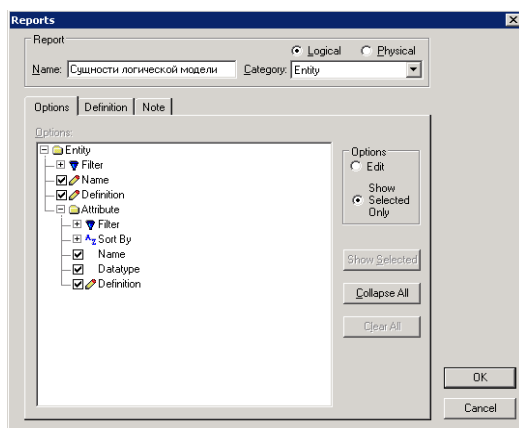 Reports
Report
Logical Physical
Name: Сущности логической модели Category: Entity
Options Definition Note
Options:
Entity
Filter
Name
Definition
Attribute
Filter
Sort By
Name
Datatype
Definition
Options
Edit
Show
Selected
Only
Show Selected
Collapse All
Clear All
OK
Cancel